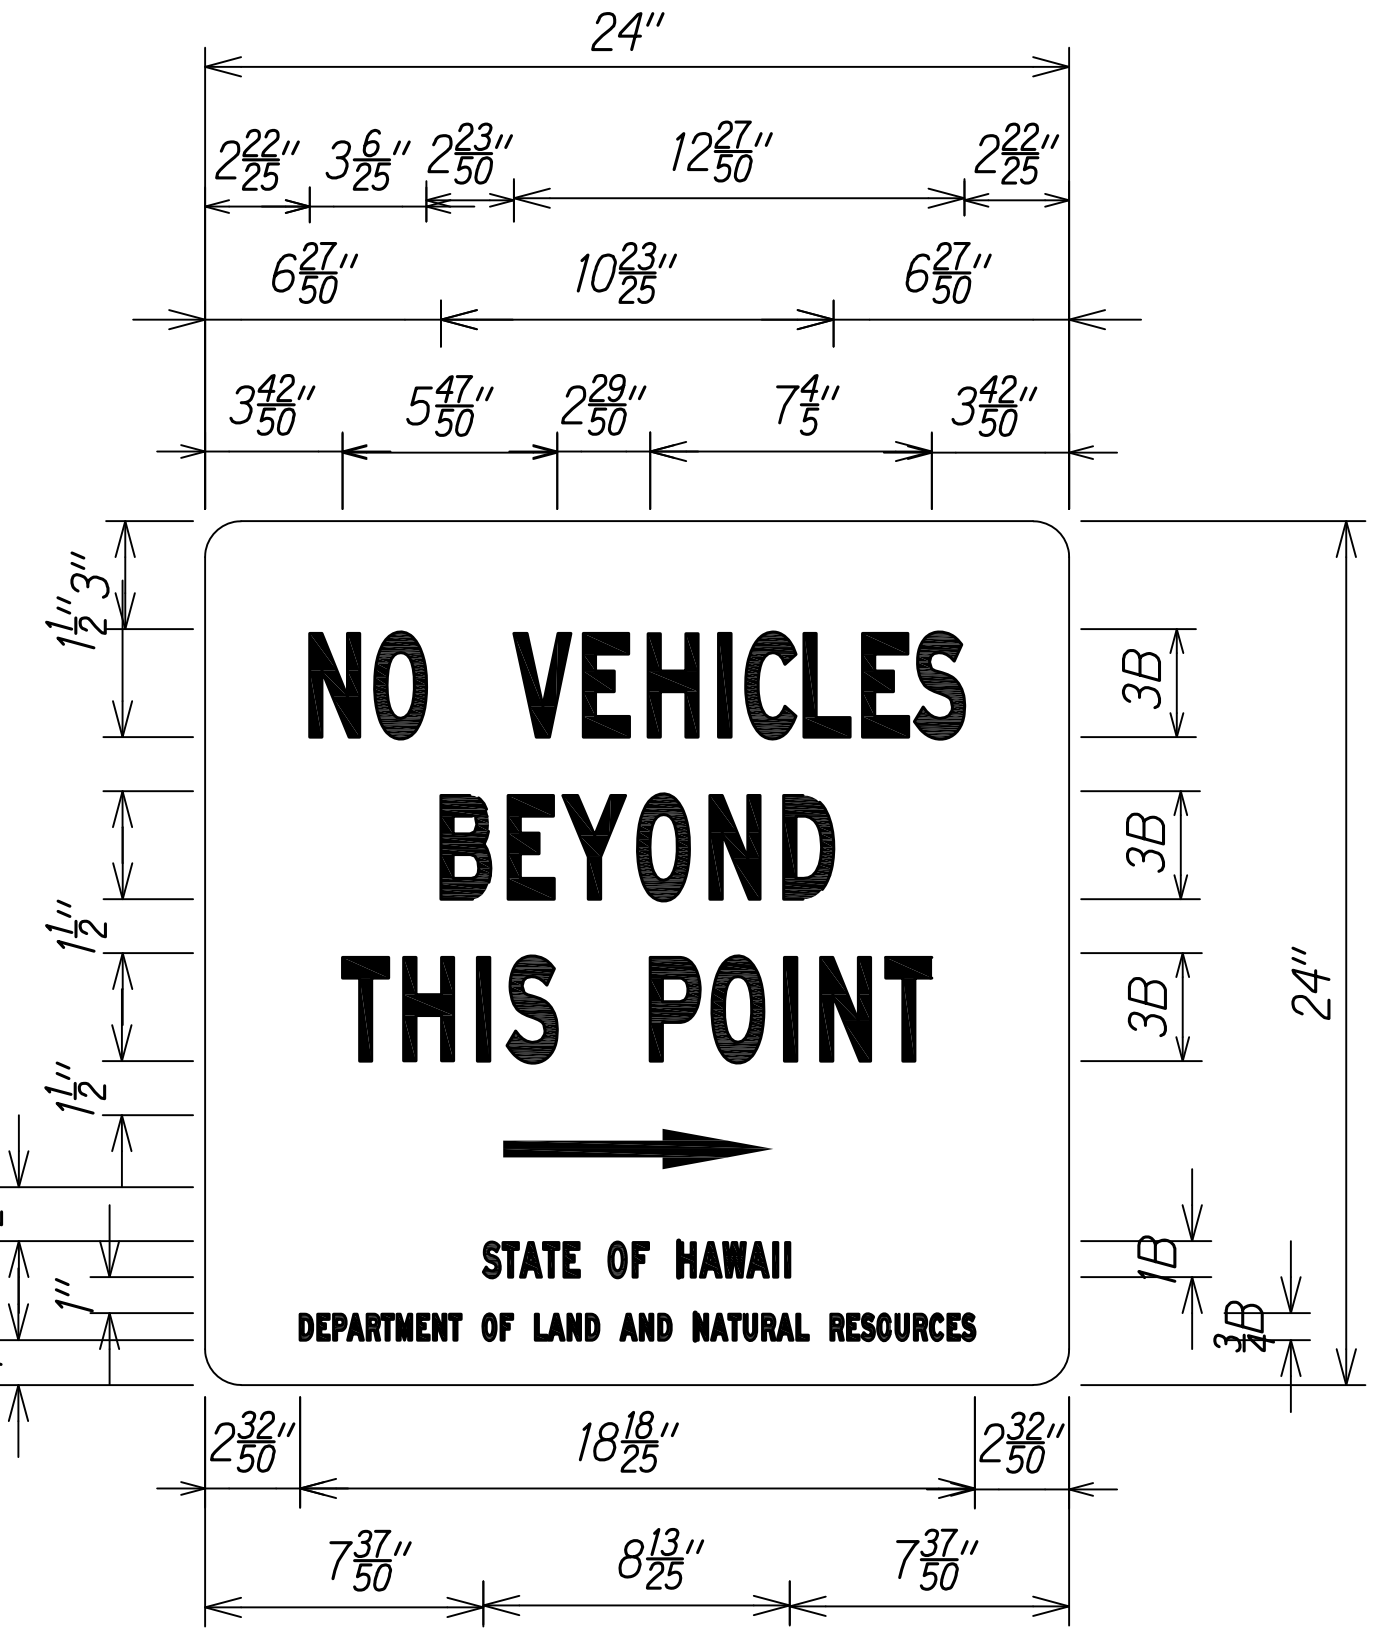 24"
2 22/25" 3 6/25" 2 23/50" 12 27/50" 2 22/25"
6 27/50" 10 23/25" 6 27/50"
3 42/50" 5 47/50" 2 29/50" 7 4/5" 3 42/50"
3"
1 1/2"
NO VEHICLES
3B
BEYOND
3B
1 1/2"
24"
THIS POINT
3B
1 1/2"
STATE OF HAWAII
1B
1"
DEPARTMENT OF LAND AND NATURAL RESOURCES
3/4B
2 32/50" 18 18/25" 2 32/50"
7 37/50" 8 13/25" 7 37/50"